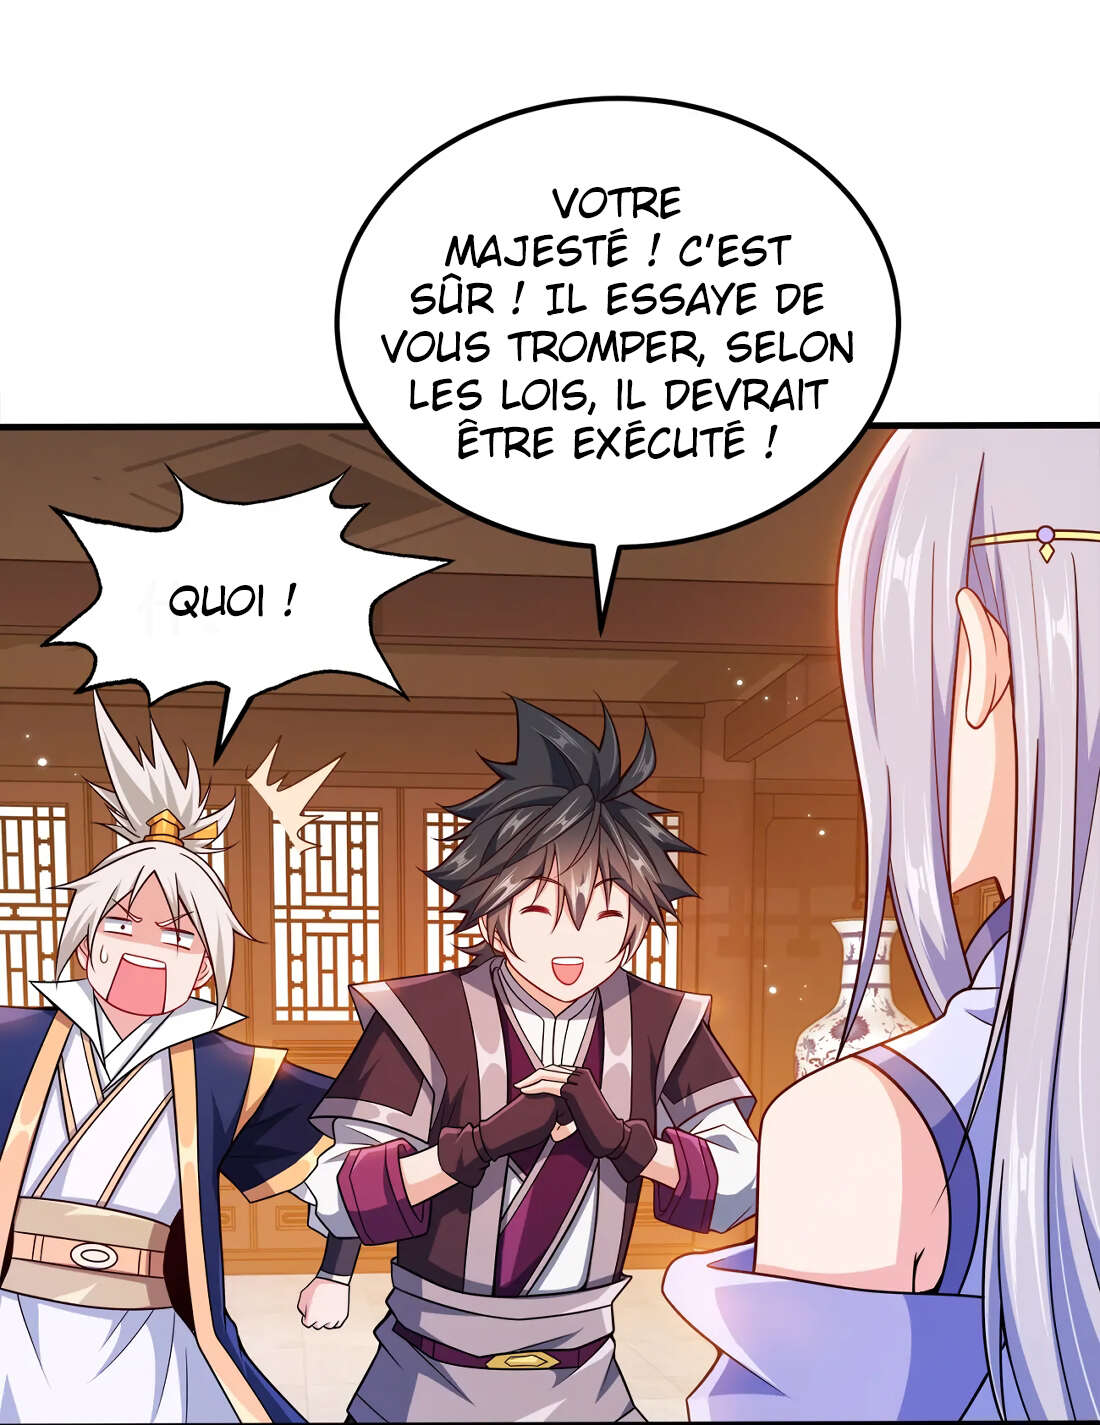 VOTRE
MAJESTÉ ! C'EST
SÛR ! IL ESSAYE DE
VOUS TROMPER, SELON
LES LOIS, IL DEVRAIT
ÊTRE EXÉCUTÉ !
QUOI !